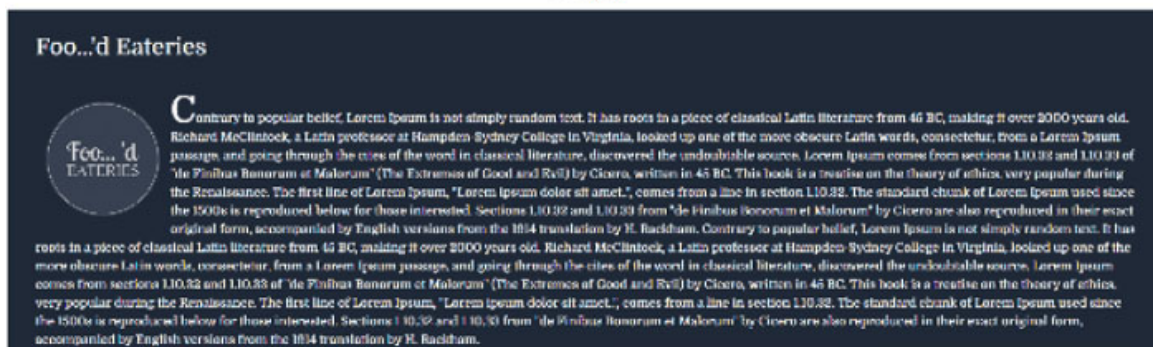 Foo...'d Eateries
Foo... 'd
EATERIES
Contrary to popular belief, Lorem Ipsum is not simply random text. It has roots in a piece of classical Latin literature from 45 BC, making it over 2000 years old.
Richard McClintock, a Latin professor at Hampden-Sydney College in Virginia, looked up one of the more obscure Latin words, consectetur, from a Lorem Ipsum
passage, and going through the cites of the word in classical literature, discovered the undoubtable source. Lorem Ipsum comes from sections 1.10.32 and 1.10.33 of
"de Finibus Bonorum et Malorum" (The Extremes of Good and Evil) by Cicero, written in 45 BC. This book is a treatise on the theory of ethics, very popular during
the Renaissance. The first line of Lorem Ipsum, "Lorem ipsum dolor sit amet..", comes from a line in section 1.10.32. The standard chunk of Lorem Ipsum used since
the 1500s is reproduced below for those interested. Sections 1.10.32 and 1.10.33 from "de Finibus Bonorum et Malorum" by Cicero are also reproduced in their exact
original form, accompanied by English versions from the 1914 translation by H. Rackham. Contrary to popular belief, Lorem Ipsum is not simply random text. It has
roots in a piece of classical Latin literature from 45 BC, making it over 2000 years old. Richard McClintock, a Latin professor at Hampden-Sydney College in Virginia, looked up one of the
more obscure Latin words, consectetur, from a Lorem Ipsum passage, and going through the cites of the word in classical literature, discovered the undoubtable source. Lorem Ipsum
comes from sections 1.10.32 and 1.10.33 of "de Finibus Bonorum et Malorum" (The Extremes of Good and Evil) by Cicero, written in 45 BC. This book is a treatise on the theory of ethics,
very popular during the Renaissance. The first line of Lorem Ipsum, "Lorem ipsum dolor sit amet..", comes from a line in section 1.10.32. The standard chunk of Lorem Ipsum used since
the 1500s is reproduced below for those interested. Sections 1.10.32 and 1.10.33 from "de Finibus Bonorum et Malorum" by Cicero are also reproduced in their exact original form,
accompanied by English versions from the 1914 translation by H. Rackham.